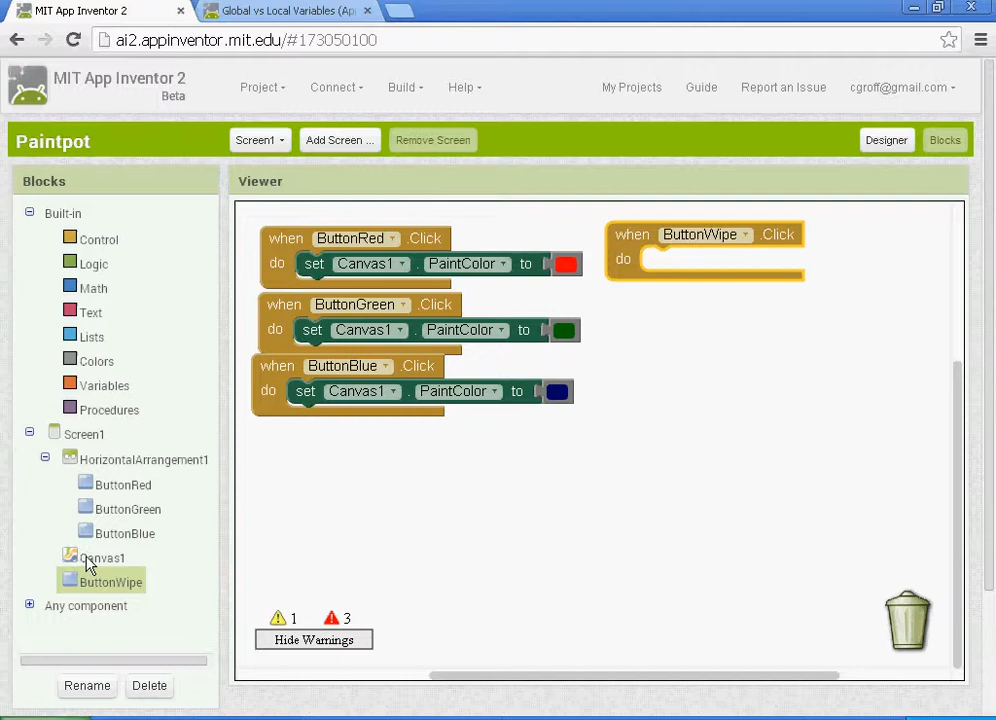 MIT App Inventor 2
Global vs Local Variables (Ap
ai2.appinventor.mit.edu/#173050100
MIT App Inventor 2
Beta
Project
Connect
Build
Help
My Projects
Guide
Report an Issue
cgroff@gmail.com
Paintpot
Screen1
Add Screen ...
Remove Screen
Designer
Blocks
Blocks
Viewer
Built-in
Control
Logic
Math
Text
Lists
Colors
Variables
Procedures
Screen1
HorizontalArrangement1
ButtonRed
ButtonGreen
ButtonBlue
Canvas1
ButtonWipe
Any component
Rename
Delete
when ButtonRed .Click
do set Canvas1 . PaintColor to
when ButtonGreen .Click
do set Canvas1 . PaintColor to
when ButtonBlue .Click
do set Canvas1 . PaintColor to
when ButtonWipe .Click
do
1
3
Hide Warnings